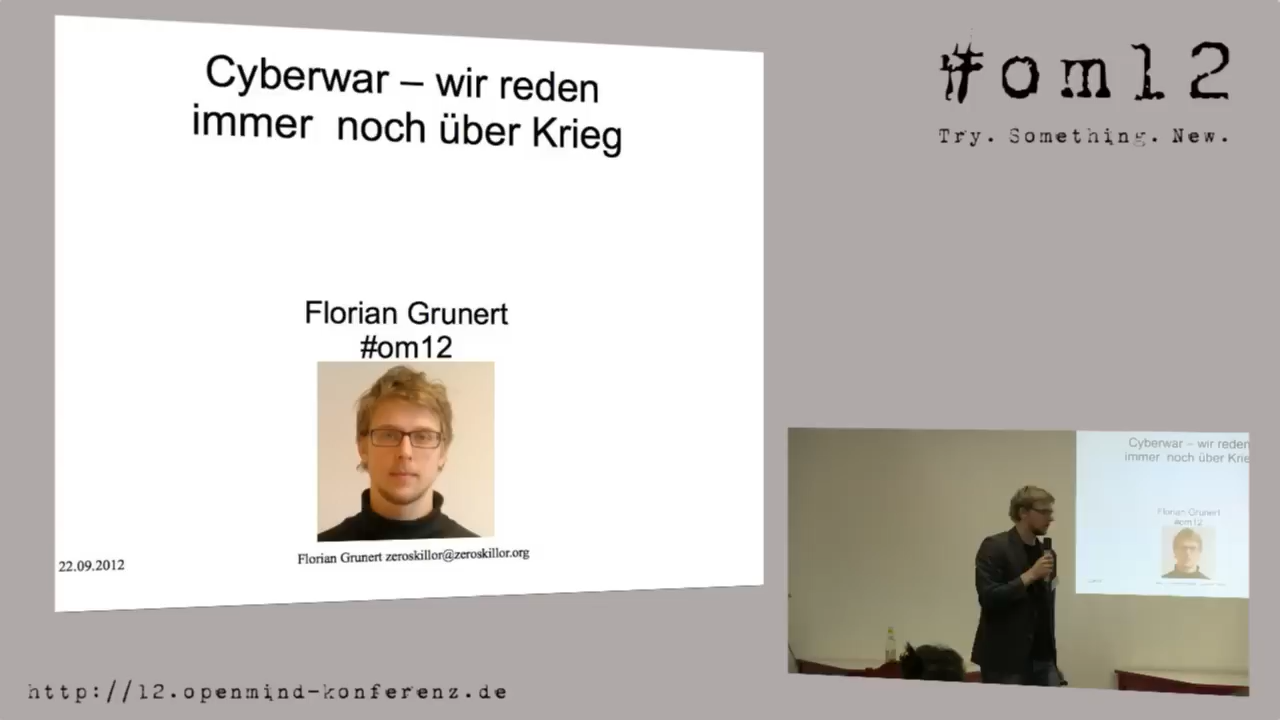 Cyberwar – wir reden
immer noch über Krieg
Florian Grunert
#om12
22.09.2012
Florian Grunert zeroskillor@zeroskillor.org
#om12
Try. Something. New.
Cyberwar – wir reden
immer noch über Krie
Florian Grunert
#om12
http://12.openmind-konferenz.de